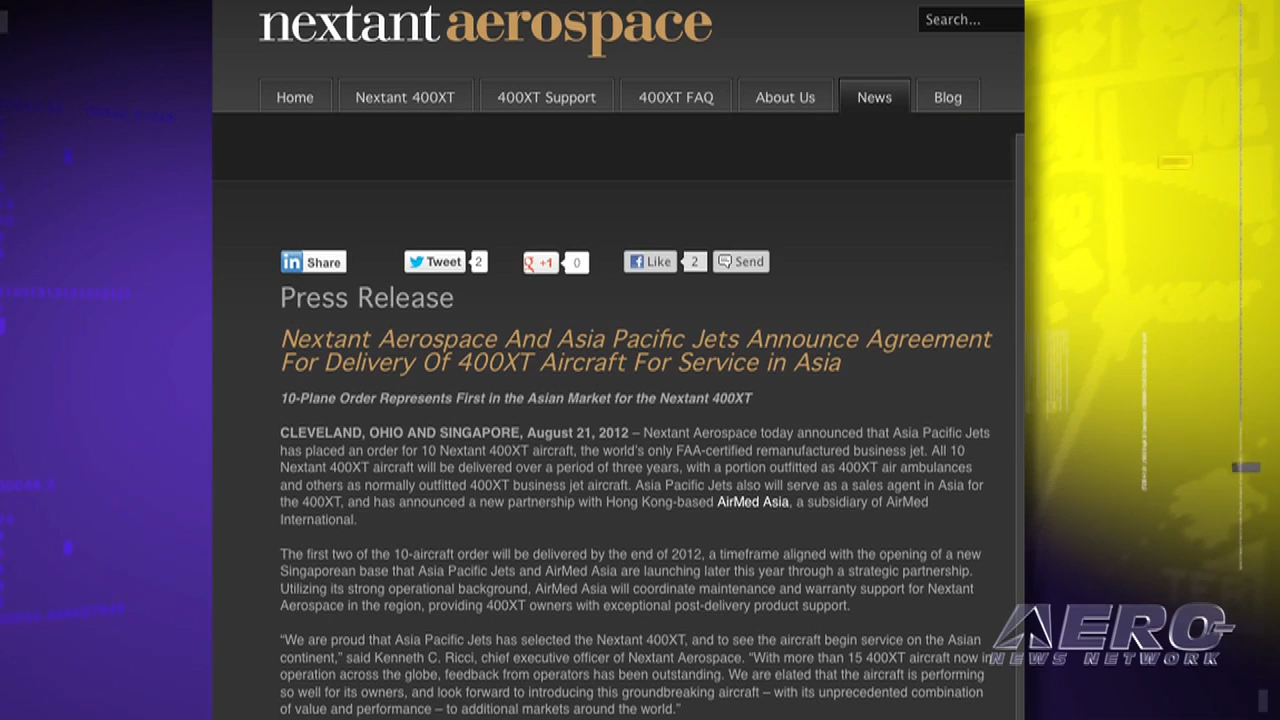 nextant aerospace
Search...
Home
Nextant 400XT
400XT Support
400XT FAQ
About Us
News
Blog
in Share
Tweet 2
g +1 0
f Like 2
Send
Press Release
Nextant Aerospace And Asia Pacific Jets Announce Agreement
For Delivery Of 400XT Aircraft For Service in Asia
10-Plane Order Represents First in the Asian Market for the Nextant 400XT
CLEVELAND, OHIO AND SINGAPORE, August 21, 2012 – Nextant Aerospace today announced that Asia Pacific Jets
has placed an order for 10 Nextant 400XT aircraft, the world's only FAA-certified remanufactured business jet. All 10
Nextant 400XT aircraft will be delivered over a period of three years, with a portion outfitted as 400XT air ambulances
and others as normally outfitted 400XT business jet aircraft. Asia Pacific Jets also will serve as a sales agent in Asia for
the 400XT, and has announced a new partnership with Hong Kong-based AirMed Asia, a subsidiary of AirMed
International.
The first two of the 10-aircraft order will be delivered by the end of 2012, a timeframe aligned with the opening of a new
Singaporean base that Asia Pacific Jets and AirMed Asia are launching later this year through a strategic partnership.
Utilizing its strong operational background, AirMed Asia will coordinate maintenance and warranty support for Nextant
Aerospace in the region, providing 400XT owners with exceptional post-delivery product support.
“We are proud that Asia Pacific Jets has selected the Nextant 400XT, and to see the aircraft begin service on the Asian
continent,” said Kenneth C. Ricci, chief executive officer of Nextant Aerospace. “With more than 15 400XT aircraft now in
operation across the globe, feedback from operators has been outstanding. We are elated that the aircraft is performing
so well for its owners, and look forward to introducing this groundbreaking aircraft – with its unprecedented combination
of value and performance – to additional markets around the world.”
AERO-
NEWS NETWORK